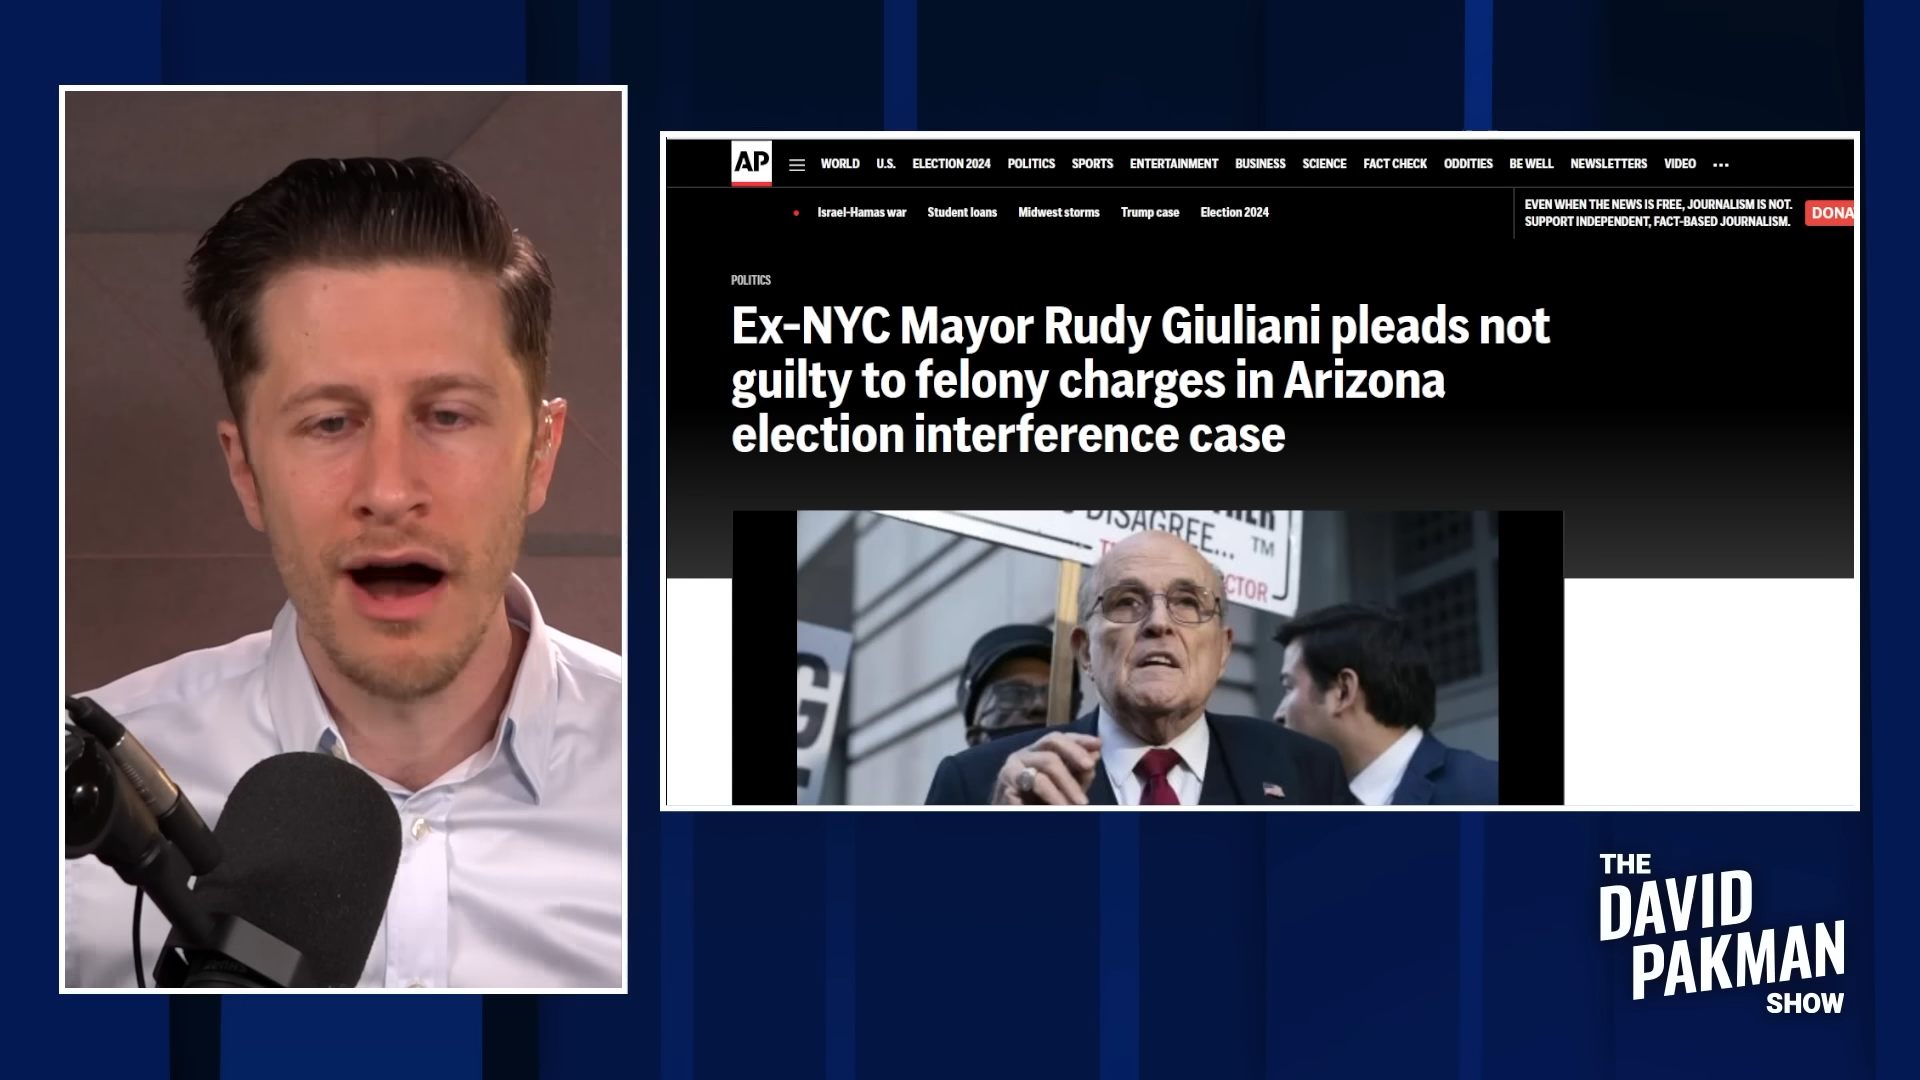 AP
WORLD U.S. ELECTION 2024 POLITICS SPORTS ENTERTAINMENT BUSINESS SCIENCE FACT CHECK ODDITIES BE WELL NEWSLETTERS VIDEO
Israel-Hamas war Student loans Midwest storms Trump case Election 2024
EVEN WHEN THE NEWS IS FREE, JOURNALISM IS NOT.
SUPPORT INDEPENDENT, FACT-BASED JOURNALISM.
DONA
POLITICS
Ex-NYC Mayor Rudy Giuliani pleads not
guilty to felony charges in Arizona
election interference case
DISAGREE...
TM
CTOR
G
THE
DAVID
PAKMAN
SHOW